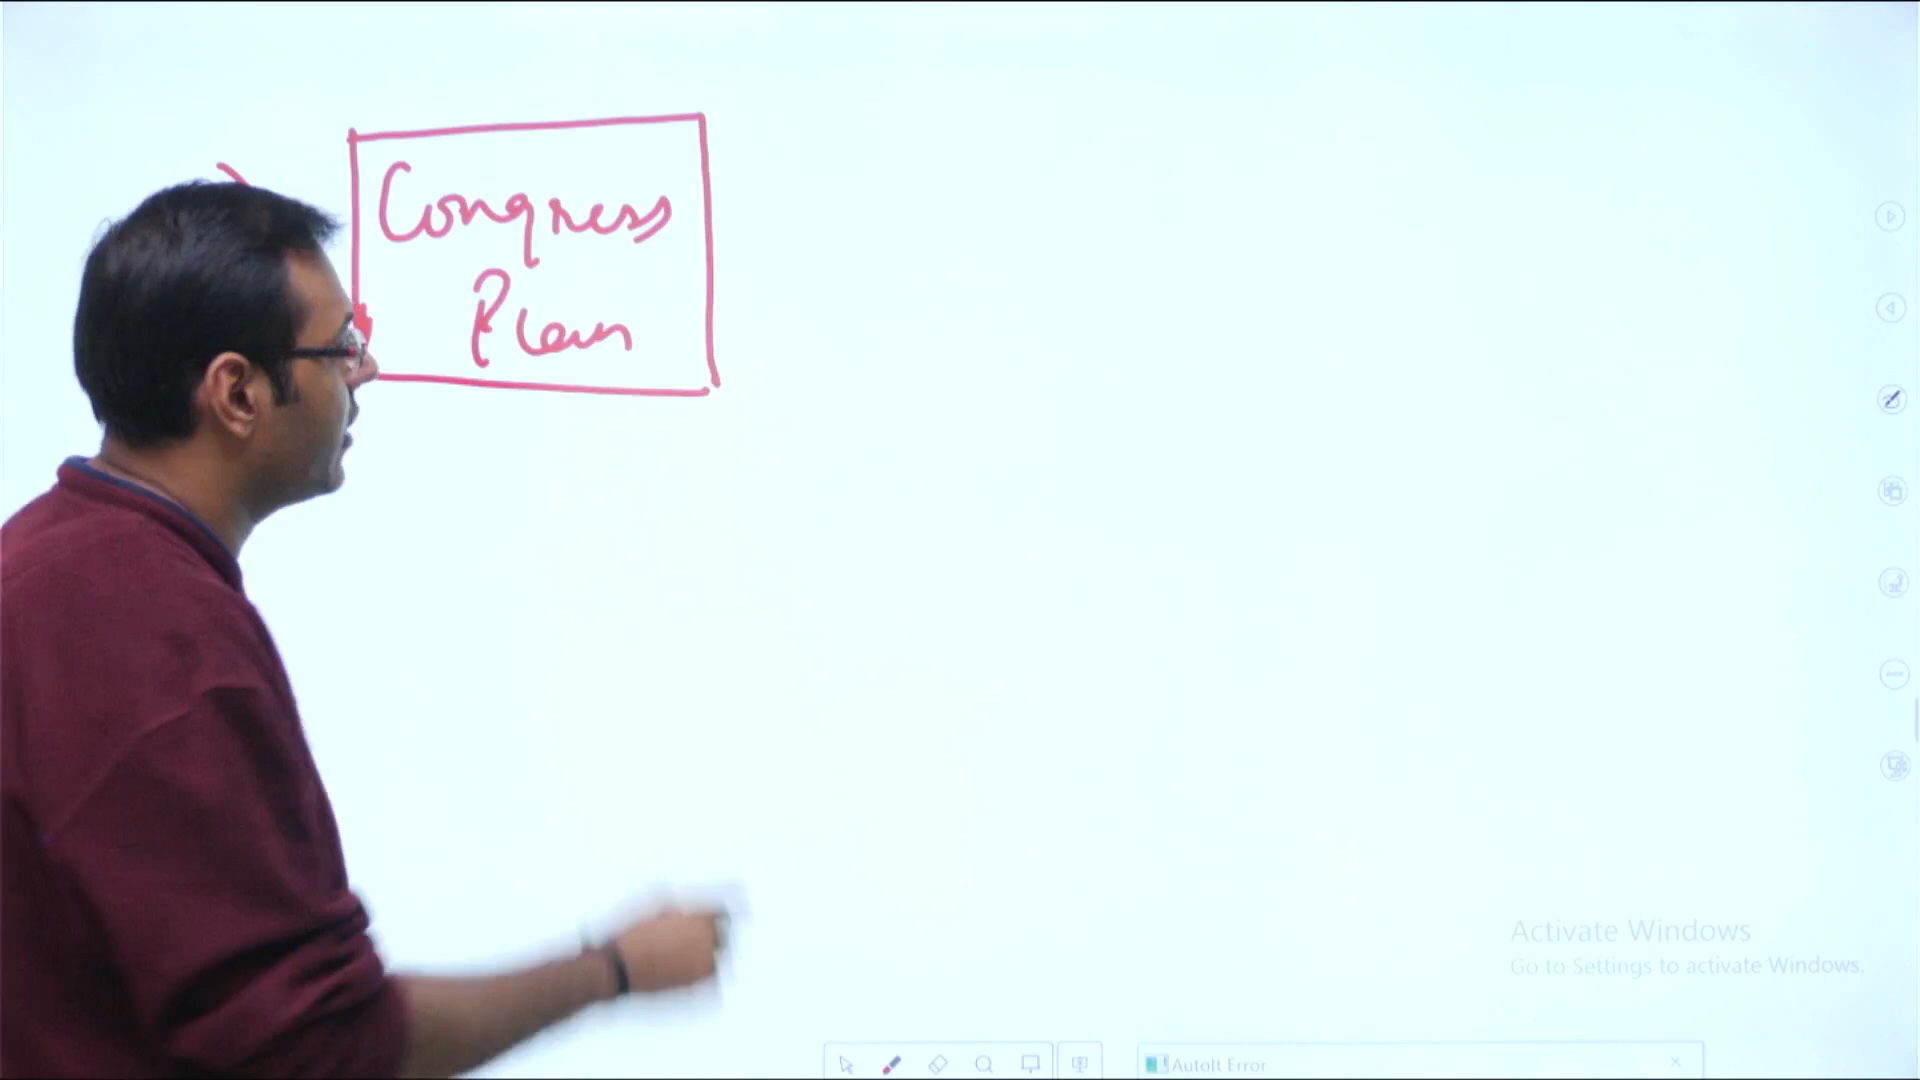 Congress
Plan
Activate Windows
Go to Settings to activate Windows.
AutoIt Error